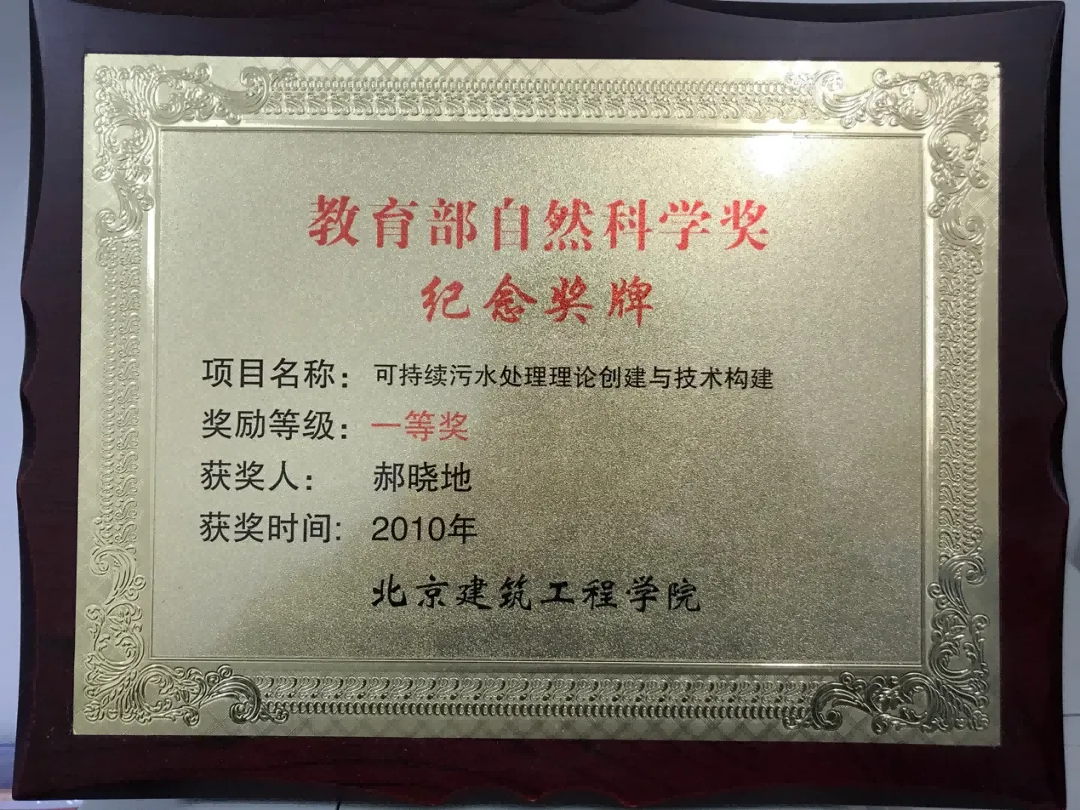 教育部自然科学奖
纪念奖牌
项目名称：可持续污水处理理论创建与技术构建
奖励等级：一等奖
获奖人：郝晓地
获奖时间：2010年
北京建筑工程学院